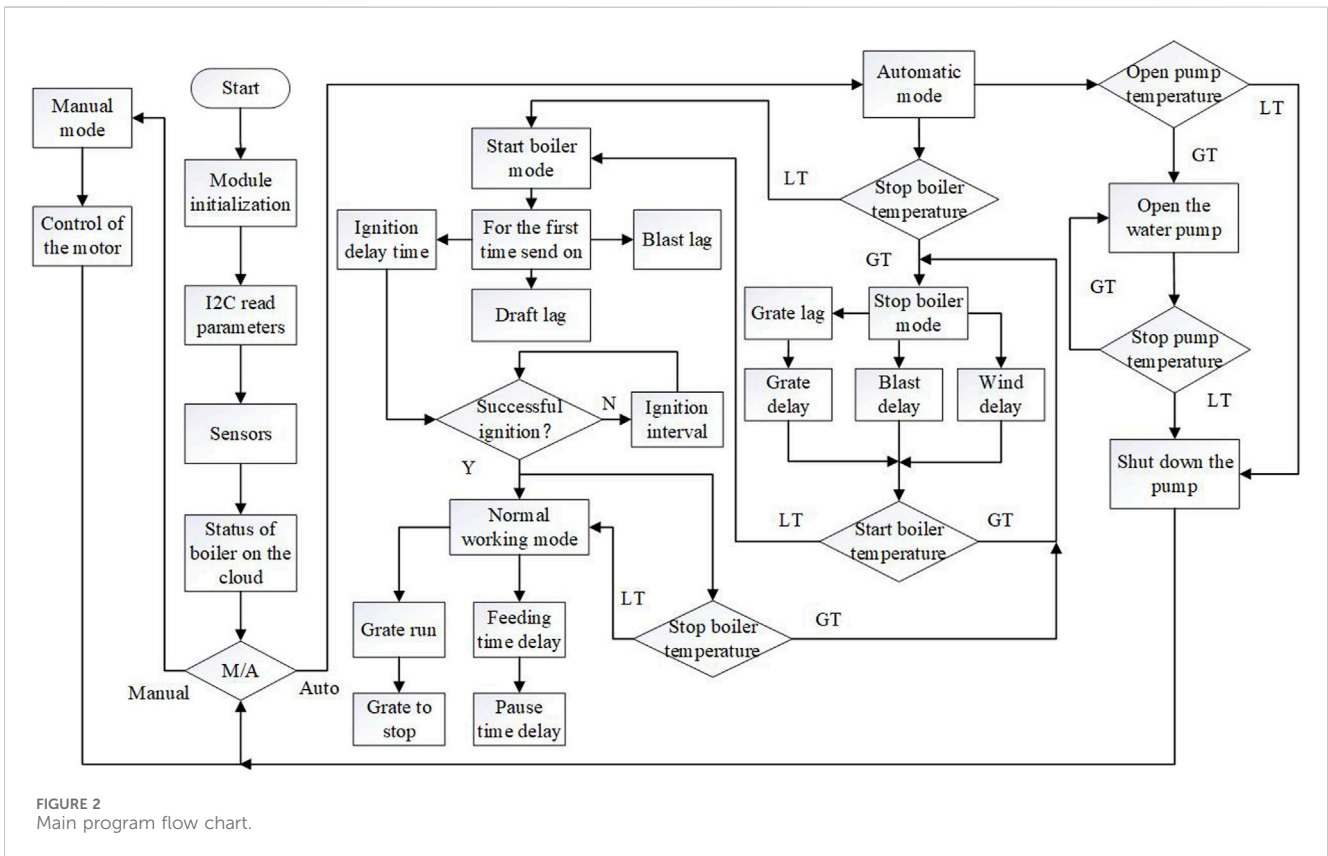 Start
Module
initialization
I2C read
parameters
Sensors
Status of
boiler on the
cloud
M/A
Manual
Auto
Manual
mode
Control of
the motor
Automatic
mode
Stop boiler
temperature
LT
GT
Start boiler
mode
For the first
time send on
Ignition
delay time
Blast lag
Draft lag
Successful
ignition?
N
Ignition
interval
Y
Normal
working mode
Grate run
Grate to
stop
Feeding
time delay
Pause
time delay
Stop boiler
temperature
LT
GT
Stop boiler
mode
Grate lag
Grate
delay
Blast
delay
Wind
delay
Start boiler
temperature
LT
GT
Open pump
temperature
LT
GT
Open the
water pump
GT
Stop pump
temperature
LT
Shut down the
pump
FIGURE 2
Main program flow chart.